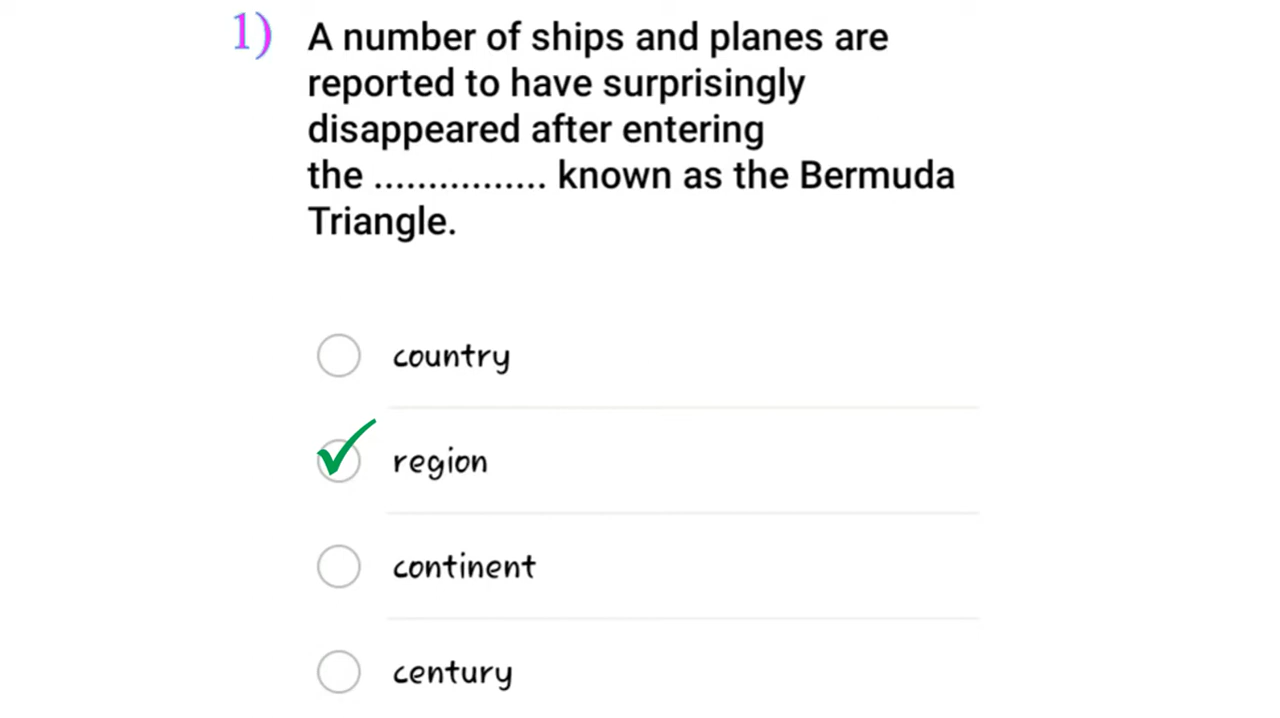 1) A number of ships and planes are
reported to have surprisingly
disappeared after entering
the ................ known as the Bermuda
Triangle.
country
region
continent
century